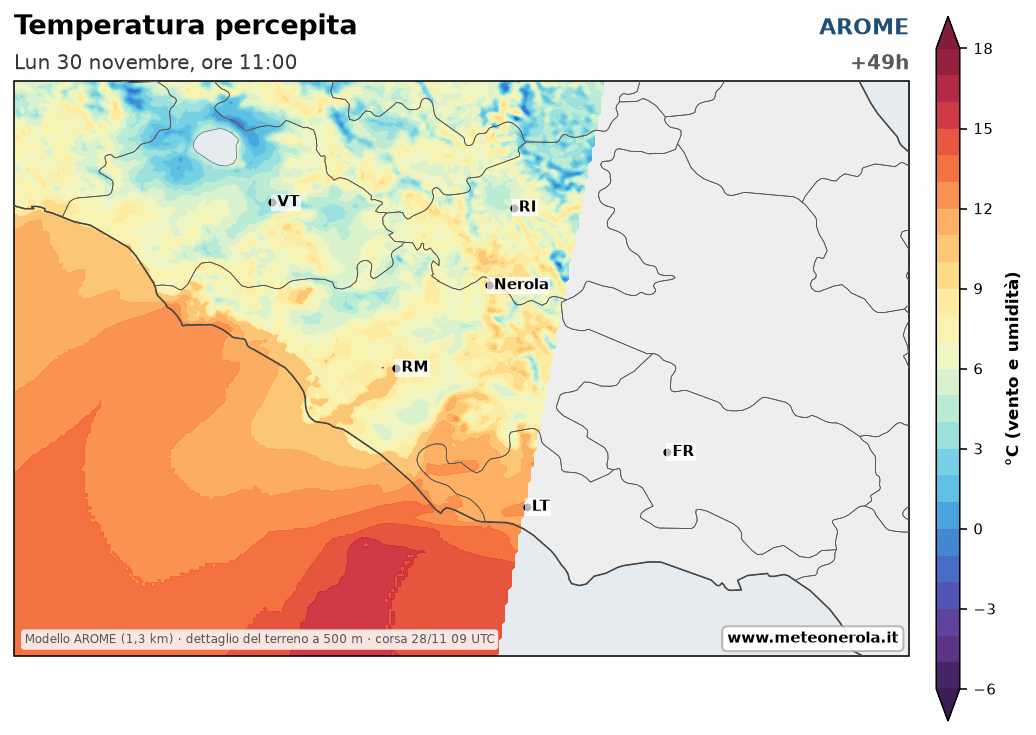 Temperatura percepita
AROME
Lun 30 novembre, ore 11:00
+49h
VT
RI
Nerola
RM
FR
LT
Modello AROME (1,3 km) · dettaglio del terreno a 500 m · corsa 28/11 09 UTC
www.meteonerola.it
18
15
12
9
6
3
0
−3
−6
°C (vento e umidità)